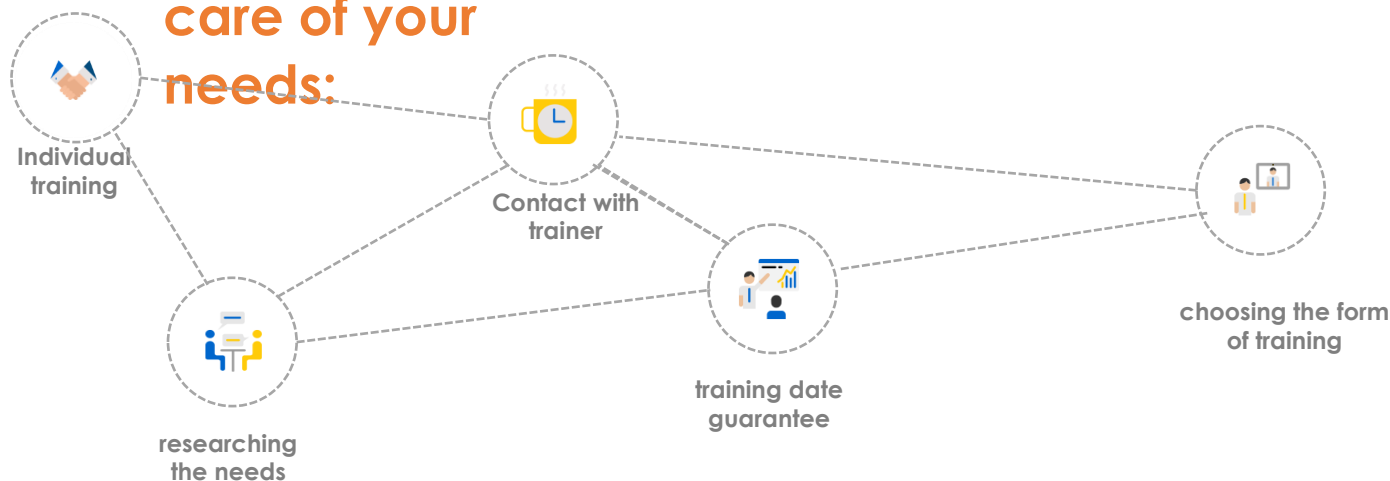 care of your
needs:
Individual
training
Contact with
trainer
choosing the form
of training
training date
guarantee
researching
the needs